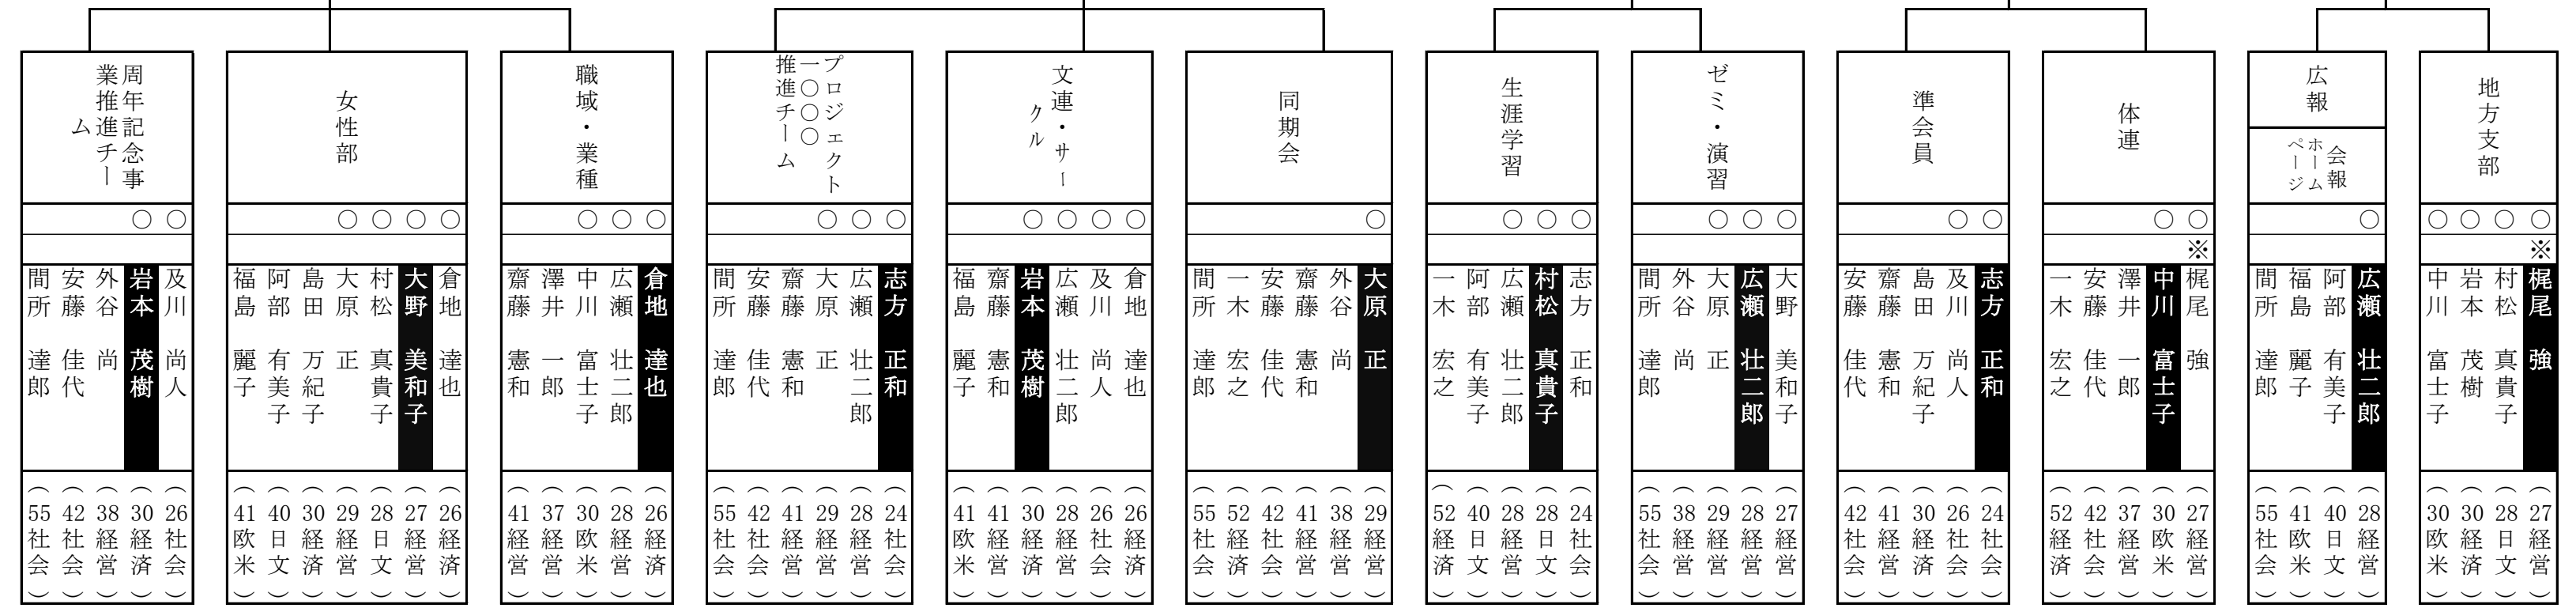 地方支部
○※梶尾 強（27経営）
○村松 真貴子（28日文）
○岩本 茂樹（30経済）
○中川 富士子（30欧米）
広報
会報
ホーム
ページ
○広瀬 壮二郎（28経営）
阿部 有美子（40日文）
福島 麗子（41欧米）
間所 達郎（55社会）
体連
○※梶尾 強（27経営）
○中川 富士子（30欧米）
澤井 一郎（37経営）
安藤 佳代（42社会）
一木 宏之（52経済）
準会員
○志方 正和（24社会）
○及川 尚人（26社会）
島田 万紀子（30経済）
齋藤 憲和（41経営）
安藤 佳代（42社会）
ゼミ・演習
○大野 美和子（27経済）
○広瀬 壮二郎（28経営）
○大原 正（29経営）
外谷 尚（38経営）
間所 達郎（55社会）
生涯学習
○志方 正和（24社会）
○村松 真貴子（28日文）
○広瀬 壮二郎（28経営）
阿部 有美子（40日文）
一木 宏之（52経済）
同期会
○大原 正（29経営）
外谷 尚（38経営）
齋藤 憲和（41経営）
安藤 佳代（42社会）
一木 宏之（52経済）
間所 達郎（55社会）
文連・サー
クル
○倉地 達也（26経済）
○及川 尚人（26社会）
○広瀬 壮二郎（28経営）
○岩本 茂樹（30経済）
齋藤 憲和（41経営）
福島 麗子（41欧米）
プロジェクト
一〇〇〇
推進チーム
○志方 正和（24社会）
○広瀬 壮二郎（28経営）
○大原 正（29経営）
齋藤 憲和（41経営）
安藤 佳代（42社会）
間所 達郎（55社会）
職域・業種
○倉地 達也（26経済）
○広瀬 壮二郎（28経営）
○中川 富士子（30欧米）
澤井 一郎（37経営）
齋藤 憲和（41経営）
女性部
○倉地 達也（26経済）
○大野 美和子（27経済）
○村松 真貴子（28日文）
○大原 正（29経営）
島田 万紀子（30経済）
阿部 有美子（40日文）
福島 麗子（41欧米）
周年記念事
業推進チー
ム
○及川 尚人（26社会）
○岩本 茂樹（30経済）
外谷 尚（38経営）
安藤 佳代（42社会）
間所 達郎（55社会）